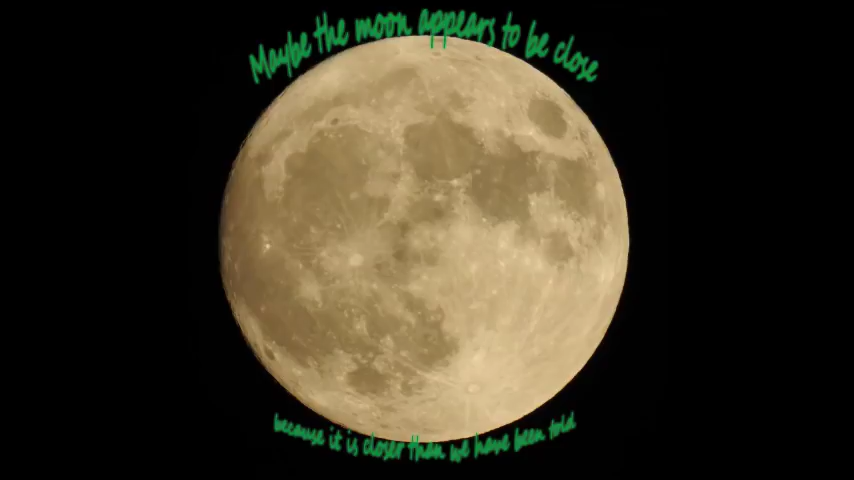 Maybe the moon appears to be close
because it is closer than we have been told